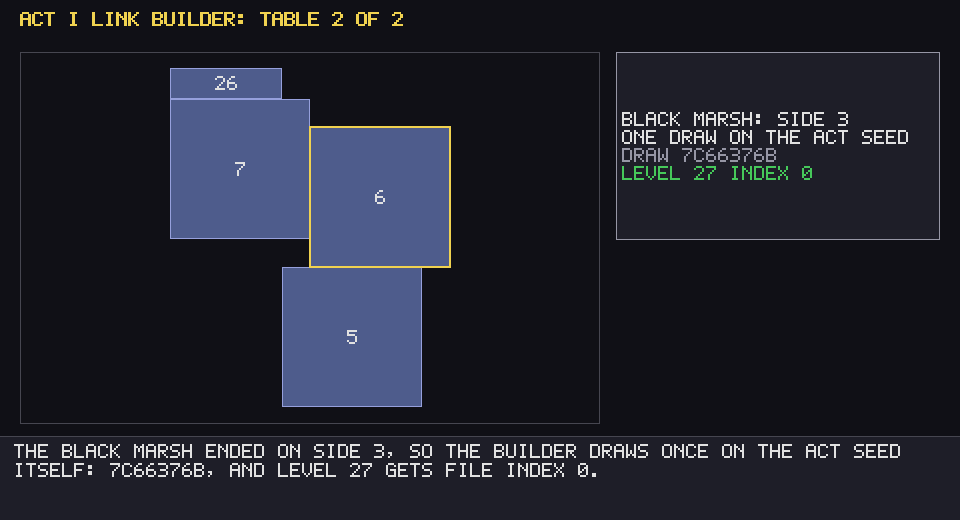 ACT I LINK BUILDER: TABLE 2 OF 2
26
7
6
5
BLACK MARSH: SIDE 3
ONE DRAW ON THE ACT SEED
DRAW 7C66376B
LEVEL 27 INDEX 0
THE BLACK MARSH ENDED ON SIDE 3, SO THE BUILDER DRAWS ONCE ON THE ACT SEED
ITSELF: 7C66376B, AND LEVEL 27 GETS FILE INDEX 0.